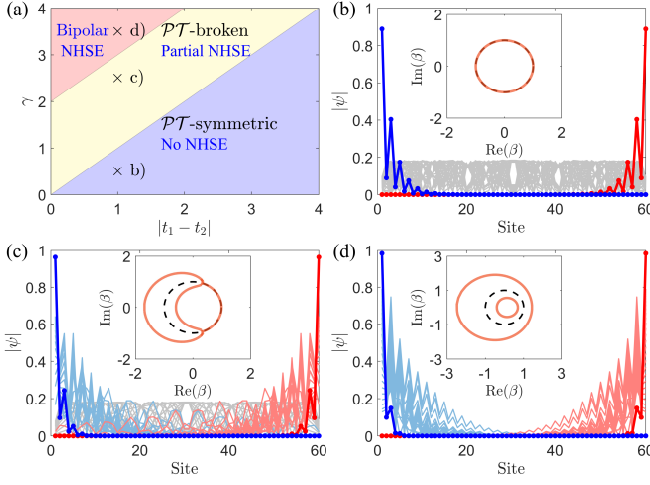 (a)
4
3
2
1
0
γ
Bipolar
NHSE
× d)
𝒫𝒯-broken
Partial NHSE
× c)
𝒫𝒯-symmetric
No NHSE
× b)
0 1 2 3 4
|t₁ − t₂|
(b)
1
0.8
0.6
0.4
0.2
0
|ψ|
2
0
-2
Im(β)
-2 0 2
Re(β)
0 20 40 60
Site
(c)
1
0.8
0.6
0.4
0.2
0
|ψ|
2
0
-2
Im(β)
-2 0 2
Re(β)
0 20 40 60
Site
(d)
1
0.8
0.6
0.4
0.2
0
|ψ|
3
1
-1
-3
Im(β)
-3 -1 1 3
Re(β)
0 20 40 60
Site